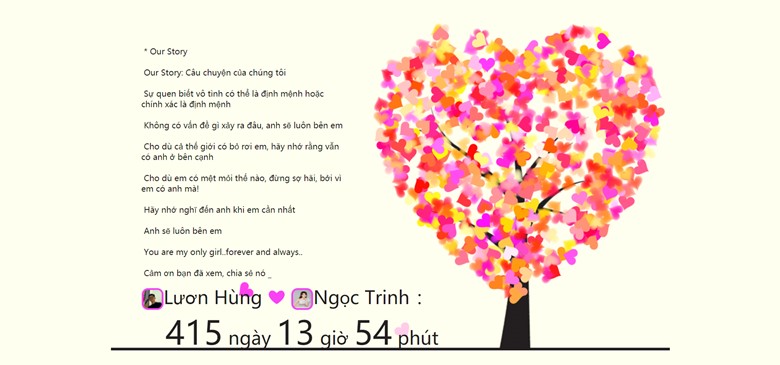 * Our Story
Our Story: Câu chuyện của chúng tôi
Sự quen biết vô tình có thể là định mệnh hoặc
chính xác là định mệnh
Không có vấn đề gì xảy ra đâu, anh sẽ luôn bên em
Cho dù cả thế giới có bỏ rơi em, hãy nhớ rằng vẫn
có anh ở bên cạnh
Cho dù em có mệt mỏi thế nào, đừng sợ hãi, bởi vì
em có anh mà!
Hãy nhớ nghĩ đến anh khi em cần nhất
Anh sẽ luôn bên em
You are my only girl..forever and always..
Cảm ơn bạn đã xem, chia sẻ nó _
Lươn Hùng Ngọc Trinh :
415 ngày 13 giờ 54 phút